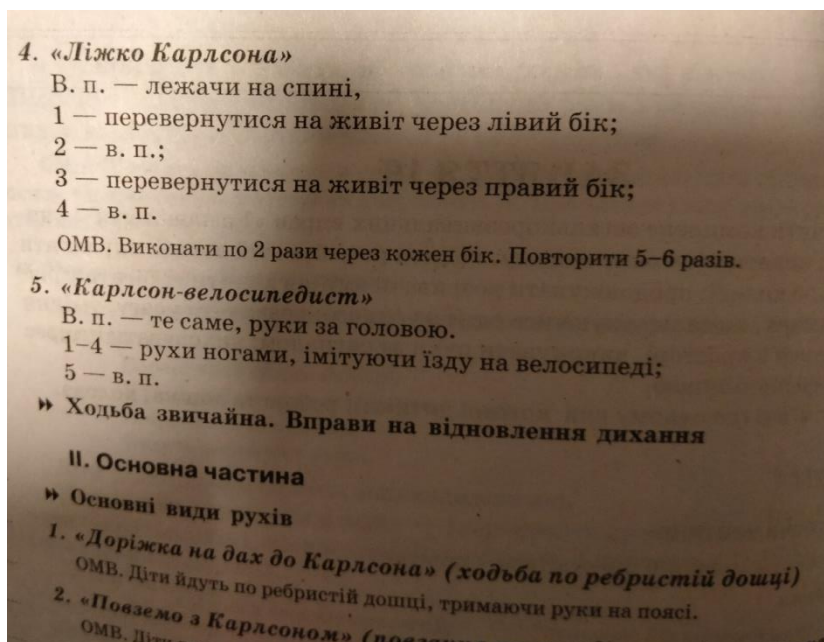 4. «Ліжко Карлсона»
В. п. — лежачи на спині,
1 — перевернутися на живіт через лівий бік;
2 — в. п.;
3 — перевернутися на живіт через правий бік;
4 — в. п.
ОМВ. Виконати по 2 рази через кожен бік. Повторити 5–6 разів.
5. «Карлсон-велосипедист»
В. п. — те саме, руки за головою.
1–4 — рухи ногами, імітуючи їзду на велосипеді;
5 — в. п.
» Ходьба звичайна. Вправи на відновлення дихання
II. Основна частина
» Основні види рухів
1. «Доріжка на дах до Карлсона» (ходьба по ребристій дошці)
ОМВ. Діти йдуть по ребристій дошці, тримаючи руки на поясі.
2. «Повземо з Карлсоном»
ОМВ.